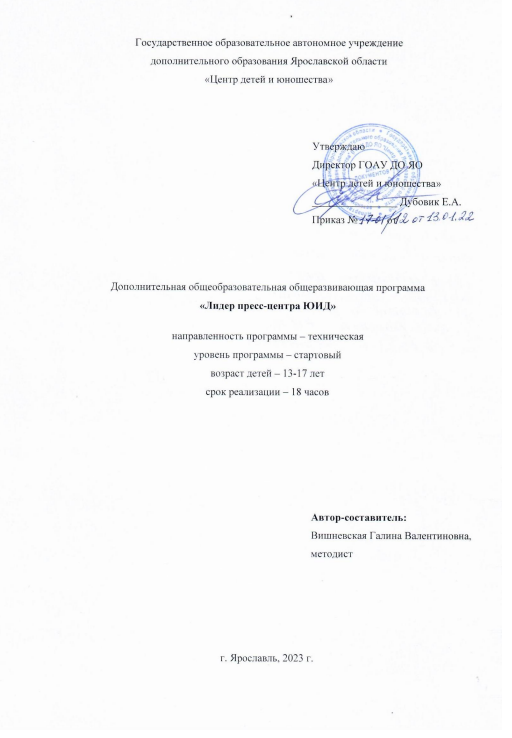 Государственное образовательное автономное учреждение
дополнительного образования Ярославской области
«Центр детей и юношества»
Утверждаю
Директор ГОАУ ДО ЯО
«Центр детей и юношества»
Дубовик Е.А.
Приказ № от 13.01.22
Дополнительная общеобразовательная общеразвивающая программа
«Лидер пресс-центра ЮИД»
направленность программы – техническая
уровень программы – стартовый
возраст детей – 13-17 лет
срок реализации – 18 часов
Автор-составитель:
Вишневская Галина Валентиновна,
методист
г. Ярославль, 2023 г.